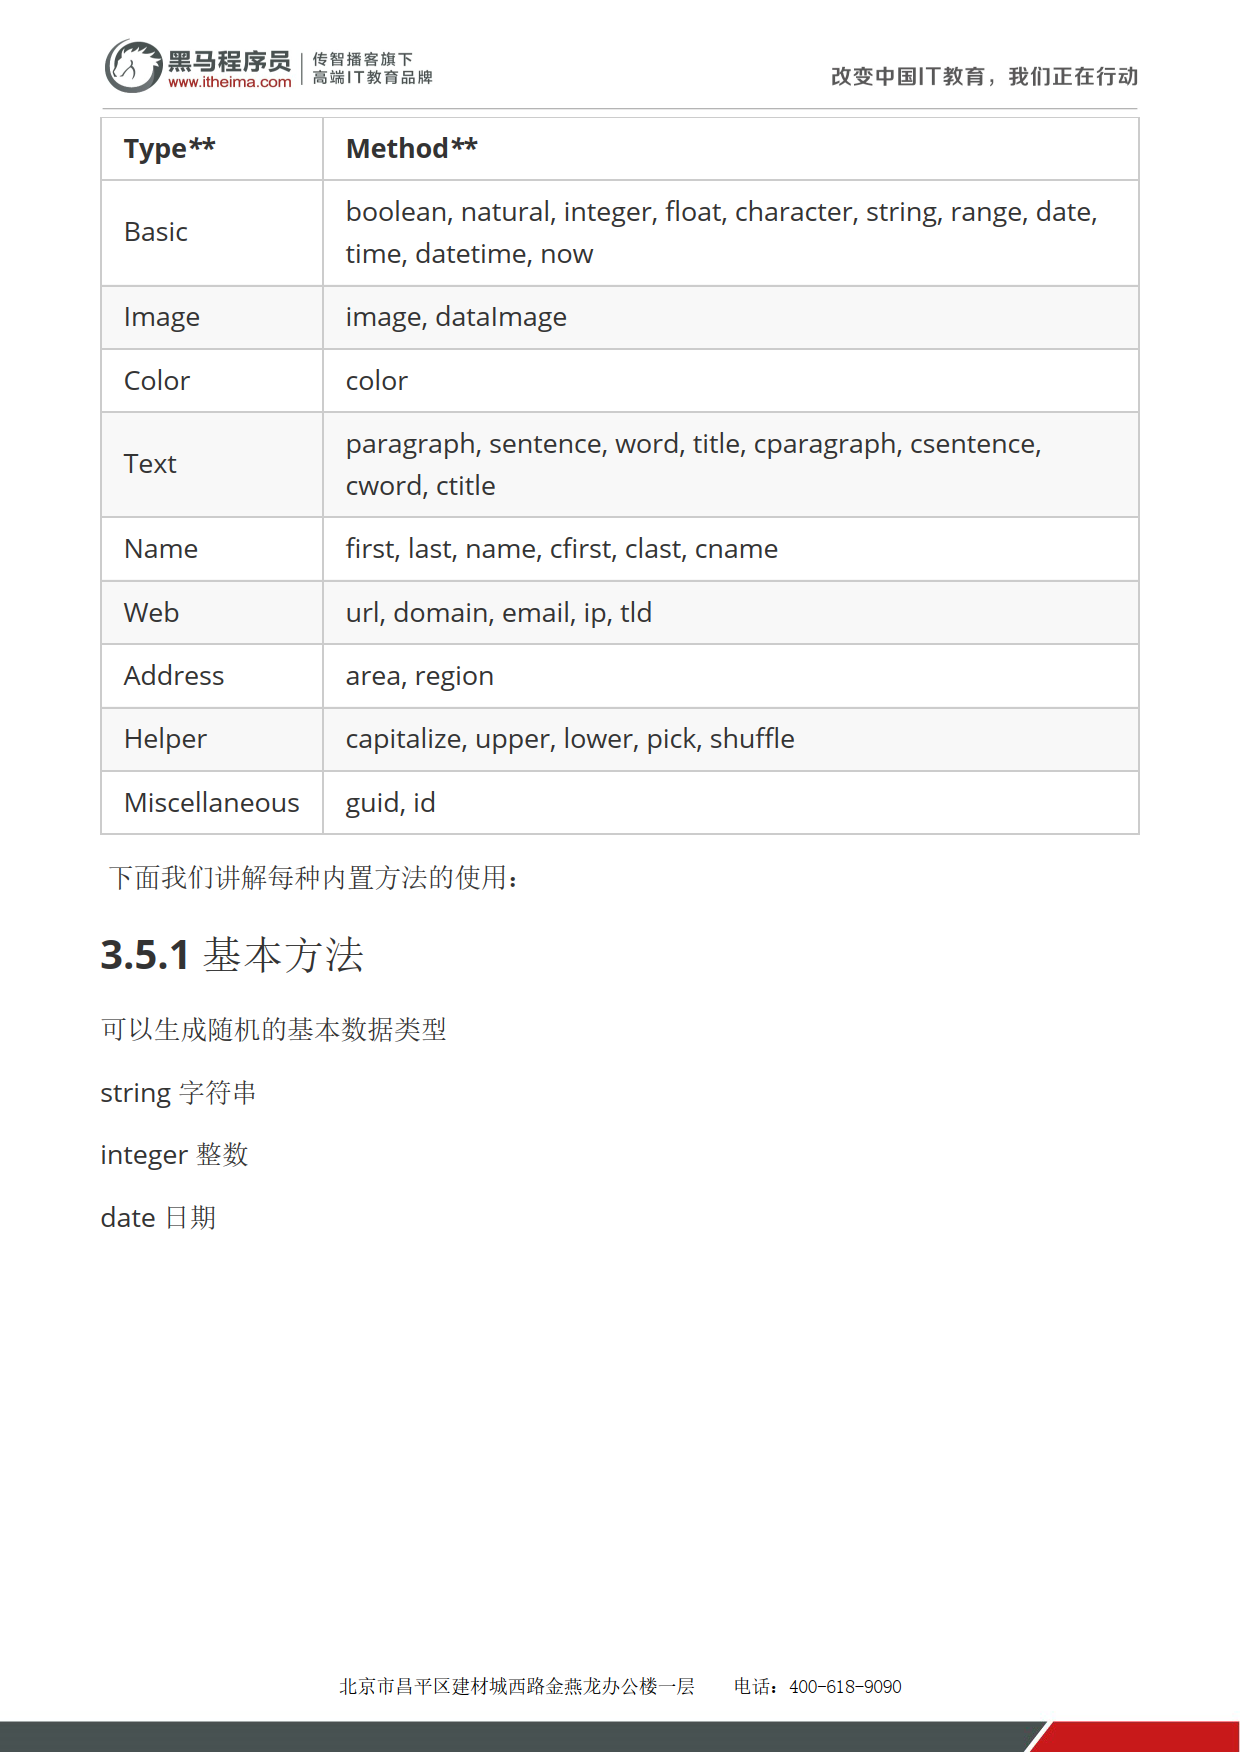 黑马程序员
www.itheima.com
传智播客旗下
高端IT教育品牌
改变中国IT教育，我们正在行动
Type** Method**
Basic boolean, natural, integer, float, character, string, range, date,
time, datetime, now
Image image, dataImage
Color color
Text paragraph, sentence, word, title, cparagraph, csentence,
cword, ctitle
Name first, last, name, cfirst, clast, cname
Web url, domain, email, ip, tld
Address area, region
Helper capitalize, upper, lower, pick, shuffle
Miscellaneous guid, id
下面我们讲解每种内置方法的使用：
3.5.1 基本方法
可以生成随机的基本数据类型
string 字符串
integer 整数
date 日期
北京市昌平区建材城西路金燕龙办公楼一层 电话：400-618-9090